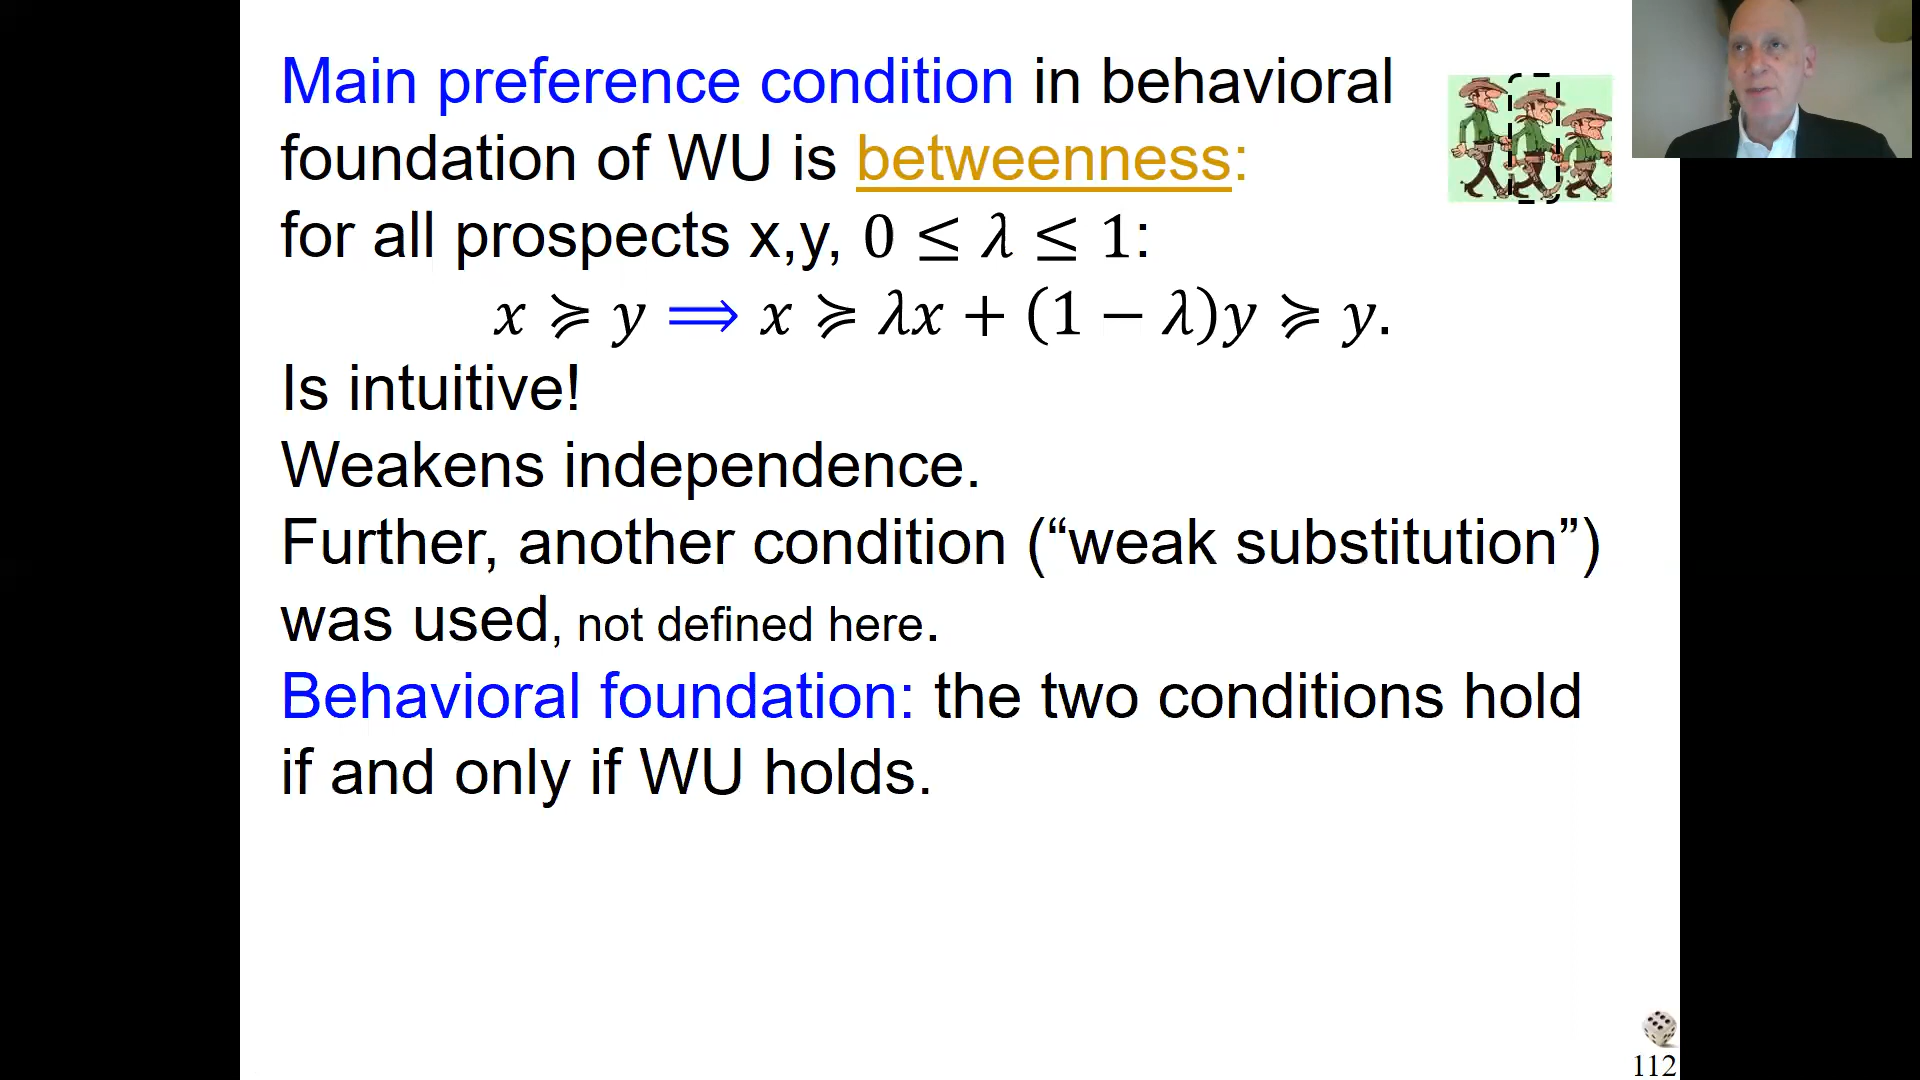 Main preference condition in behavioral
foundation of WU is betweenness:
for all prospects x,y, 0 ≤ λ ≤ 1:
x ≽ y ⟹ x ≽ λx + (1 − λ)y ≽ y.
Is intuitive!
Weakens independence.
Further, another condition (“weak substitution”)
was used, not defined here.
Behavioral foundation: the two conditions hold
if and only if WU holds.
112